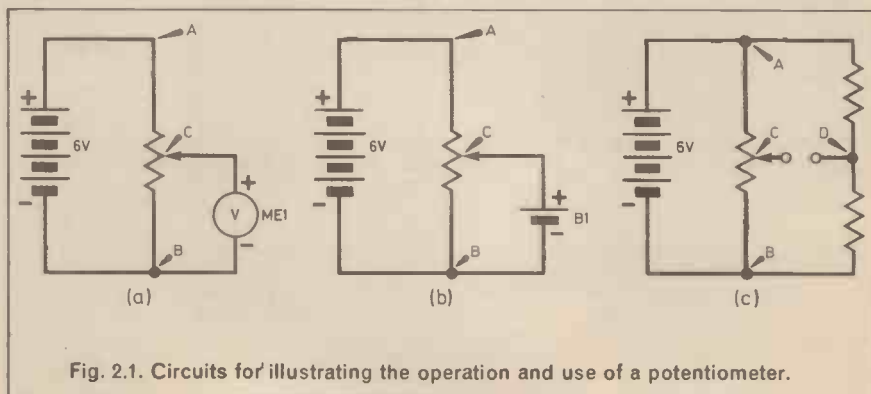 A
+
6V
-
C
+
V
ME1
-
B
(a)
A
+
6V
-
C
+
B1
-
B
(b)
A
+
6V
-
C
D
B
(c)
Fig. 2.1. Circuits for illustrating the operation and use of a potentiometer.